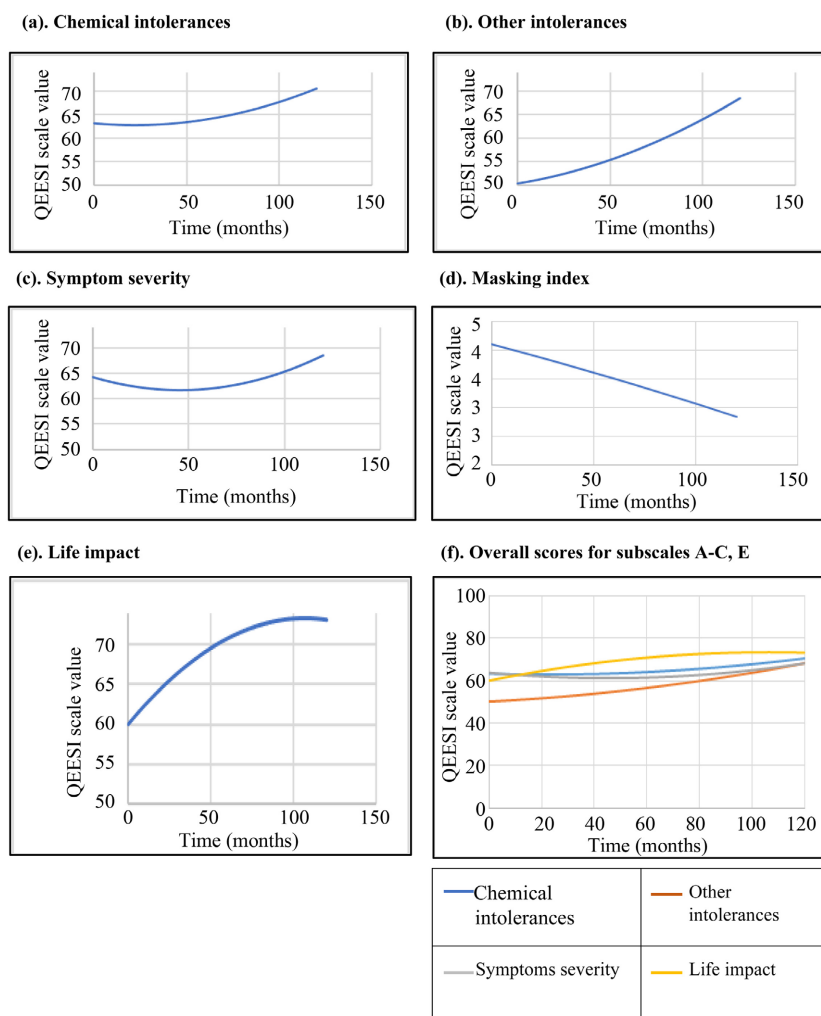 (a). Chemical intolerances
QEESI scale value
70
65
60
55
50
0
50
100
150
Time (months)
(b). Other intolerances
QEESI scale value
70
65
60
55
50
0
50
100
150
Time (months)
(c). Symptom severity
QEESI scale value
70
65
60
55
50
0
50
100
150
Time (months)
(d). Masking index
QEESI scale value
5
4
4
3
3
2
0
50
100
150
Time (months)
(e). Life impact
QEESI scale value
70
65
60
55
50
0
50
100
150
Time (months)
(f). Overall scores for subscales A-C, E
QEESI scale value
100
80
60
40
20
0
0
20
40
60
80
100
120
Time (months)
Chemical
intolerances
Other
intolerances
Symptoms severity
Life impact